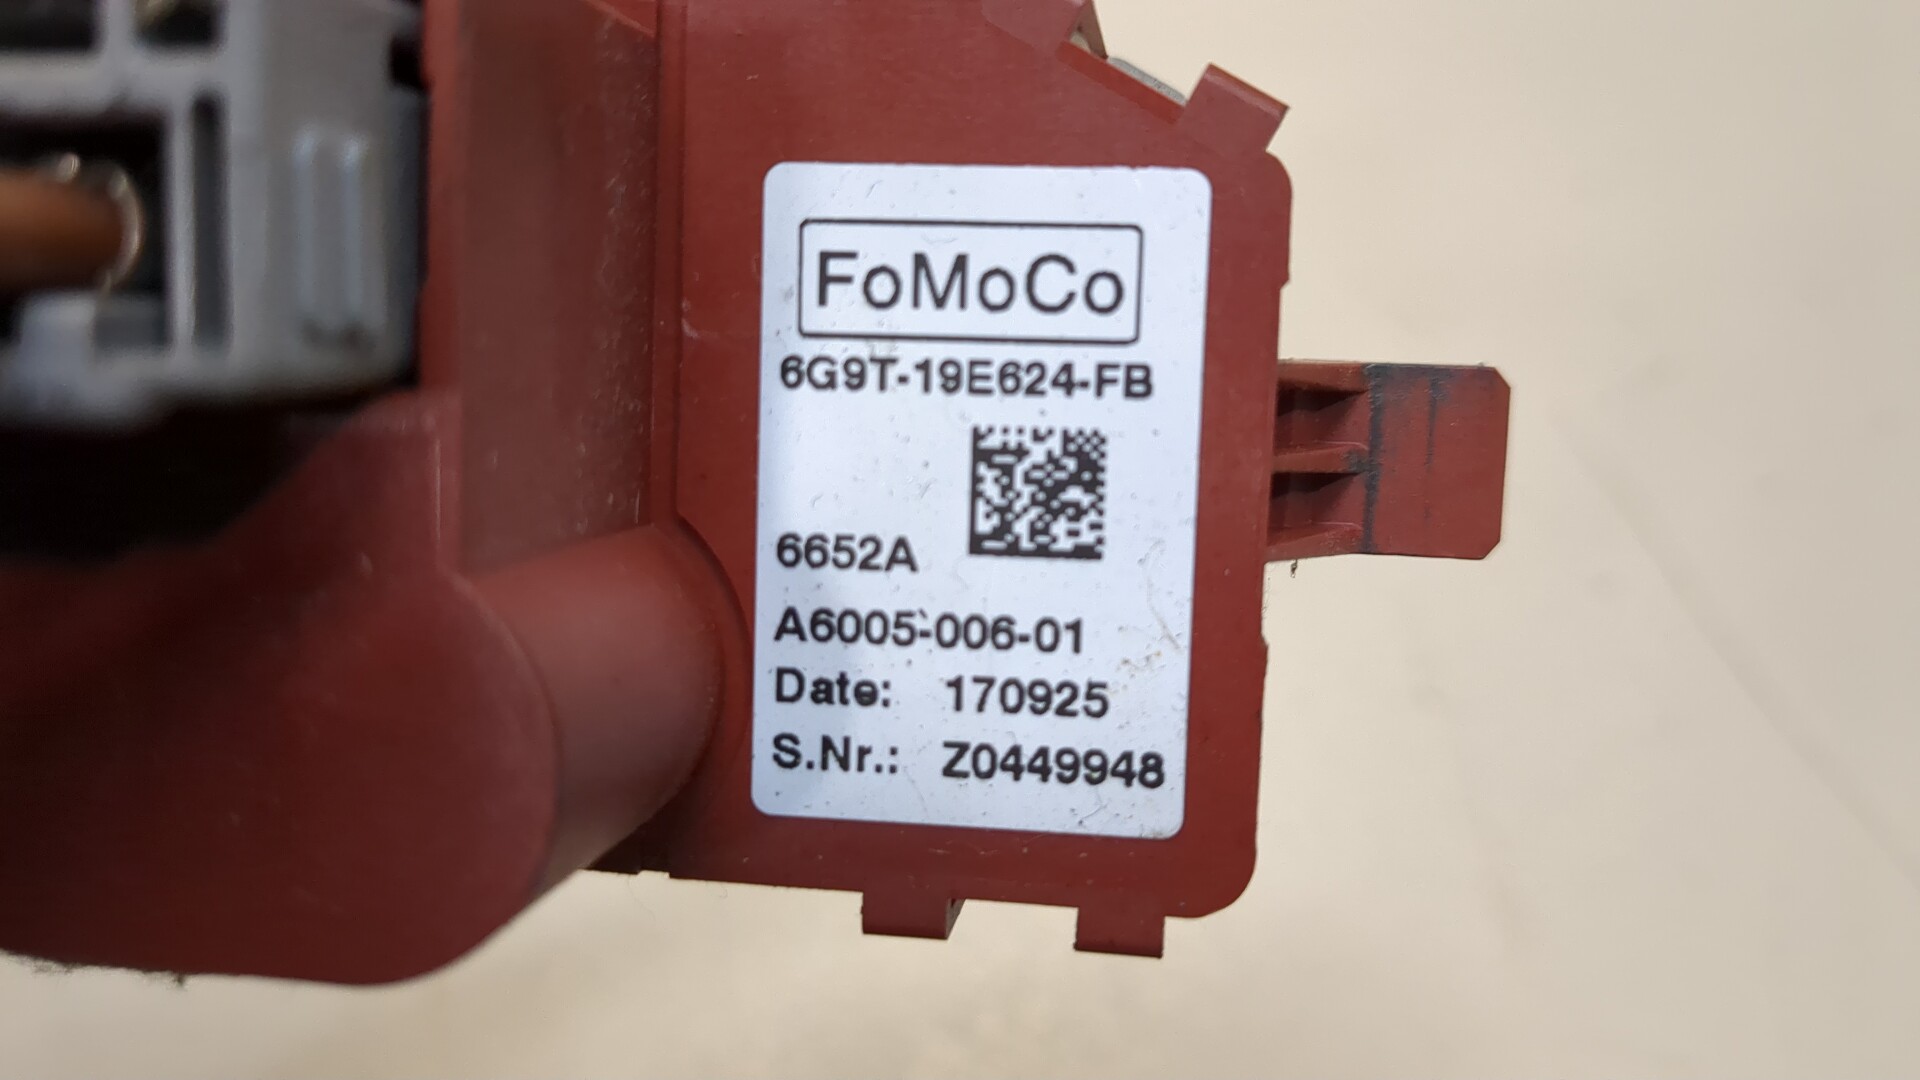 FoMoCo
6G9T-19E624-FB
6652A
A6005-006-01
Date: 170925
S.Nr.: Z0449948